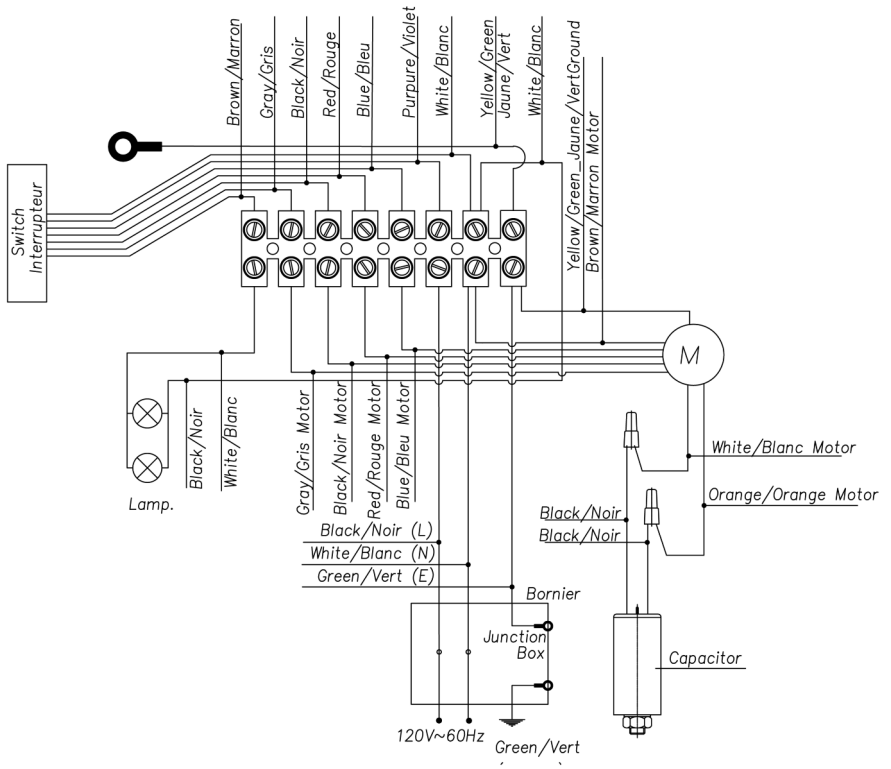 Brown/Marron
Gray/Gris
Black/Noir
Red/Rouge
Blue/Bleu
Purpure/Violet
White/Blanc
Yellow/Green
Jaune/Vert
White/Blanc
Yellow/Green_Jaune/VertGround
Brown/Marron Motor
Switch
Interrupteur
M
Lamp.
Black/Noir
White/Blanc
Gray/Gris Motor
Black/Noir Motor
Red/Rouge Motor
Blue/Bleu Motor
White/Blanc Motor
Orange/Orange Motor
Black/Noir
Black/Noir
Black/Noir (L)
White/Blanc (N)
Green/Vert (E)
Bornier
Junction
Box
Capacitor
120V~60Hz
Green/Vert